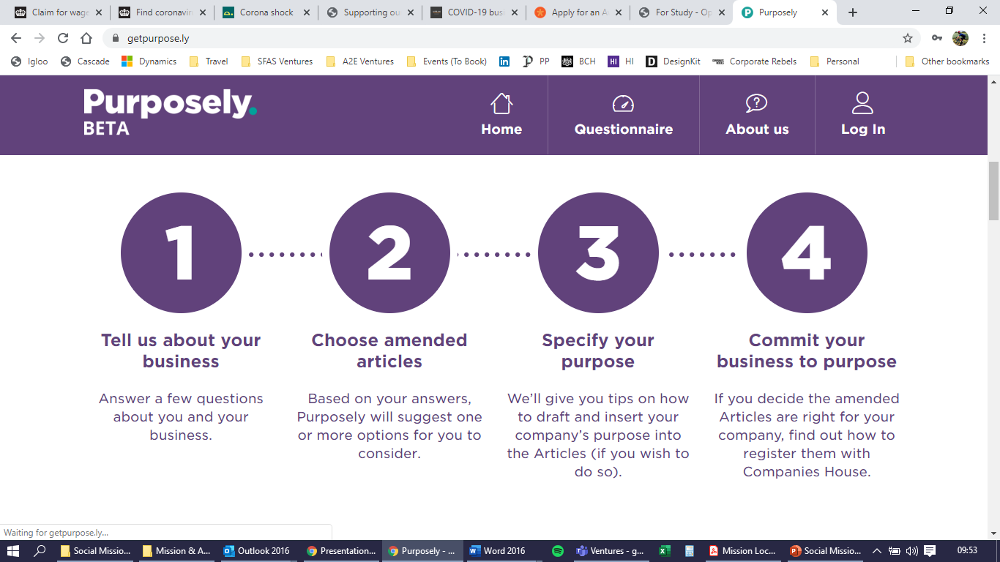 Claim for wage
Find coronavir
Corona shock
Supporting ou
COVID-19 busi
Apply for an A
For Study - Op
Purposely
getpurpose.ly
Igloo
Cascade
Dynamics
Travel
SFAS Ventures
A2E Ventures
Events (To Book)
PP
BCH
HI
HI
DesignKit
Corporate Rebels
Personal
Other bookmarks
Purposely.
BETA
Home
Questionnaire
About us
Log In
1
2
3
4
Tell us about your
business
Answer a few questions
about you and your
business.
Choose amended
articles
Based on your answers,
Purposely will suggest one
or more options for you to
consider.
Specify your
purpose
We'll give you tips on how
to draft and insert your
company's purpose into
the Articles (if you wish to
do so).
Commit your
business to purpose
If you decide the amended
Articles are right for your
company, find out how to
register them with
Companies House.
Waiting for getpurpose.ly...
Social Missio...
Mission & A...
Outlook 2016
Presentation...
Purposely - ...
Word 2016
Ventures - g...
Mission Loc...
Social Missio...
09:53